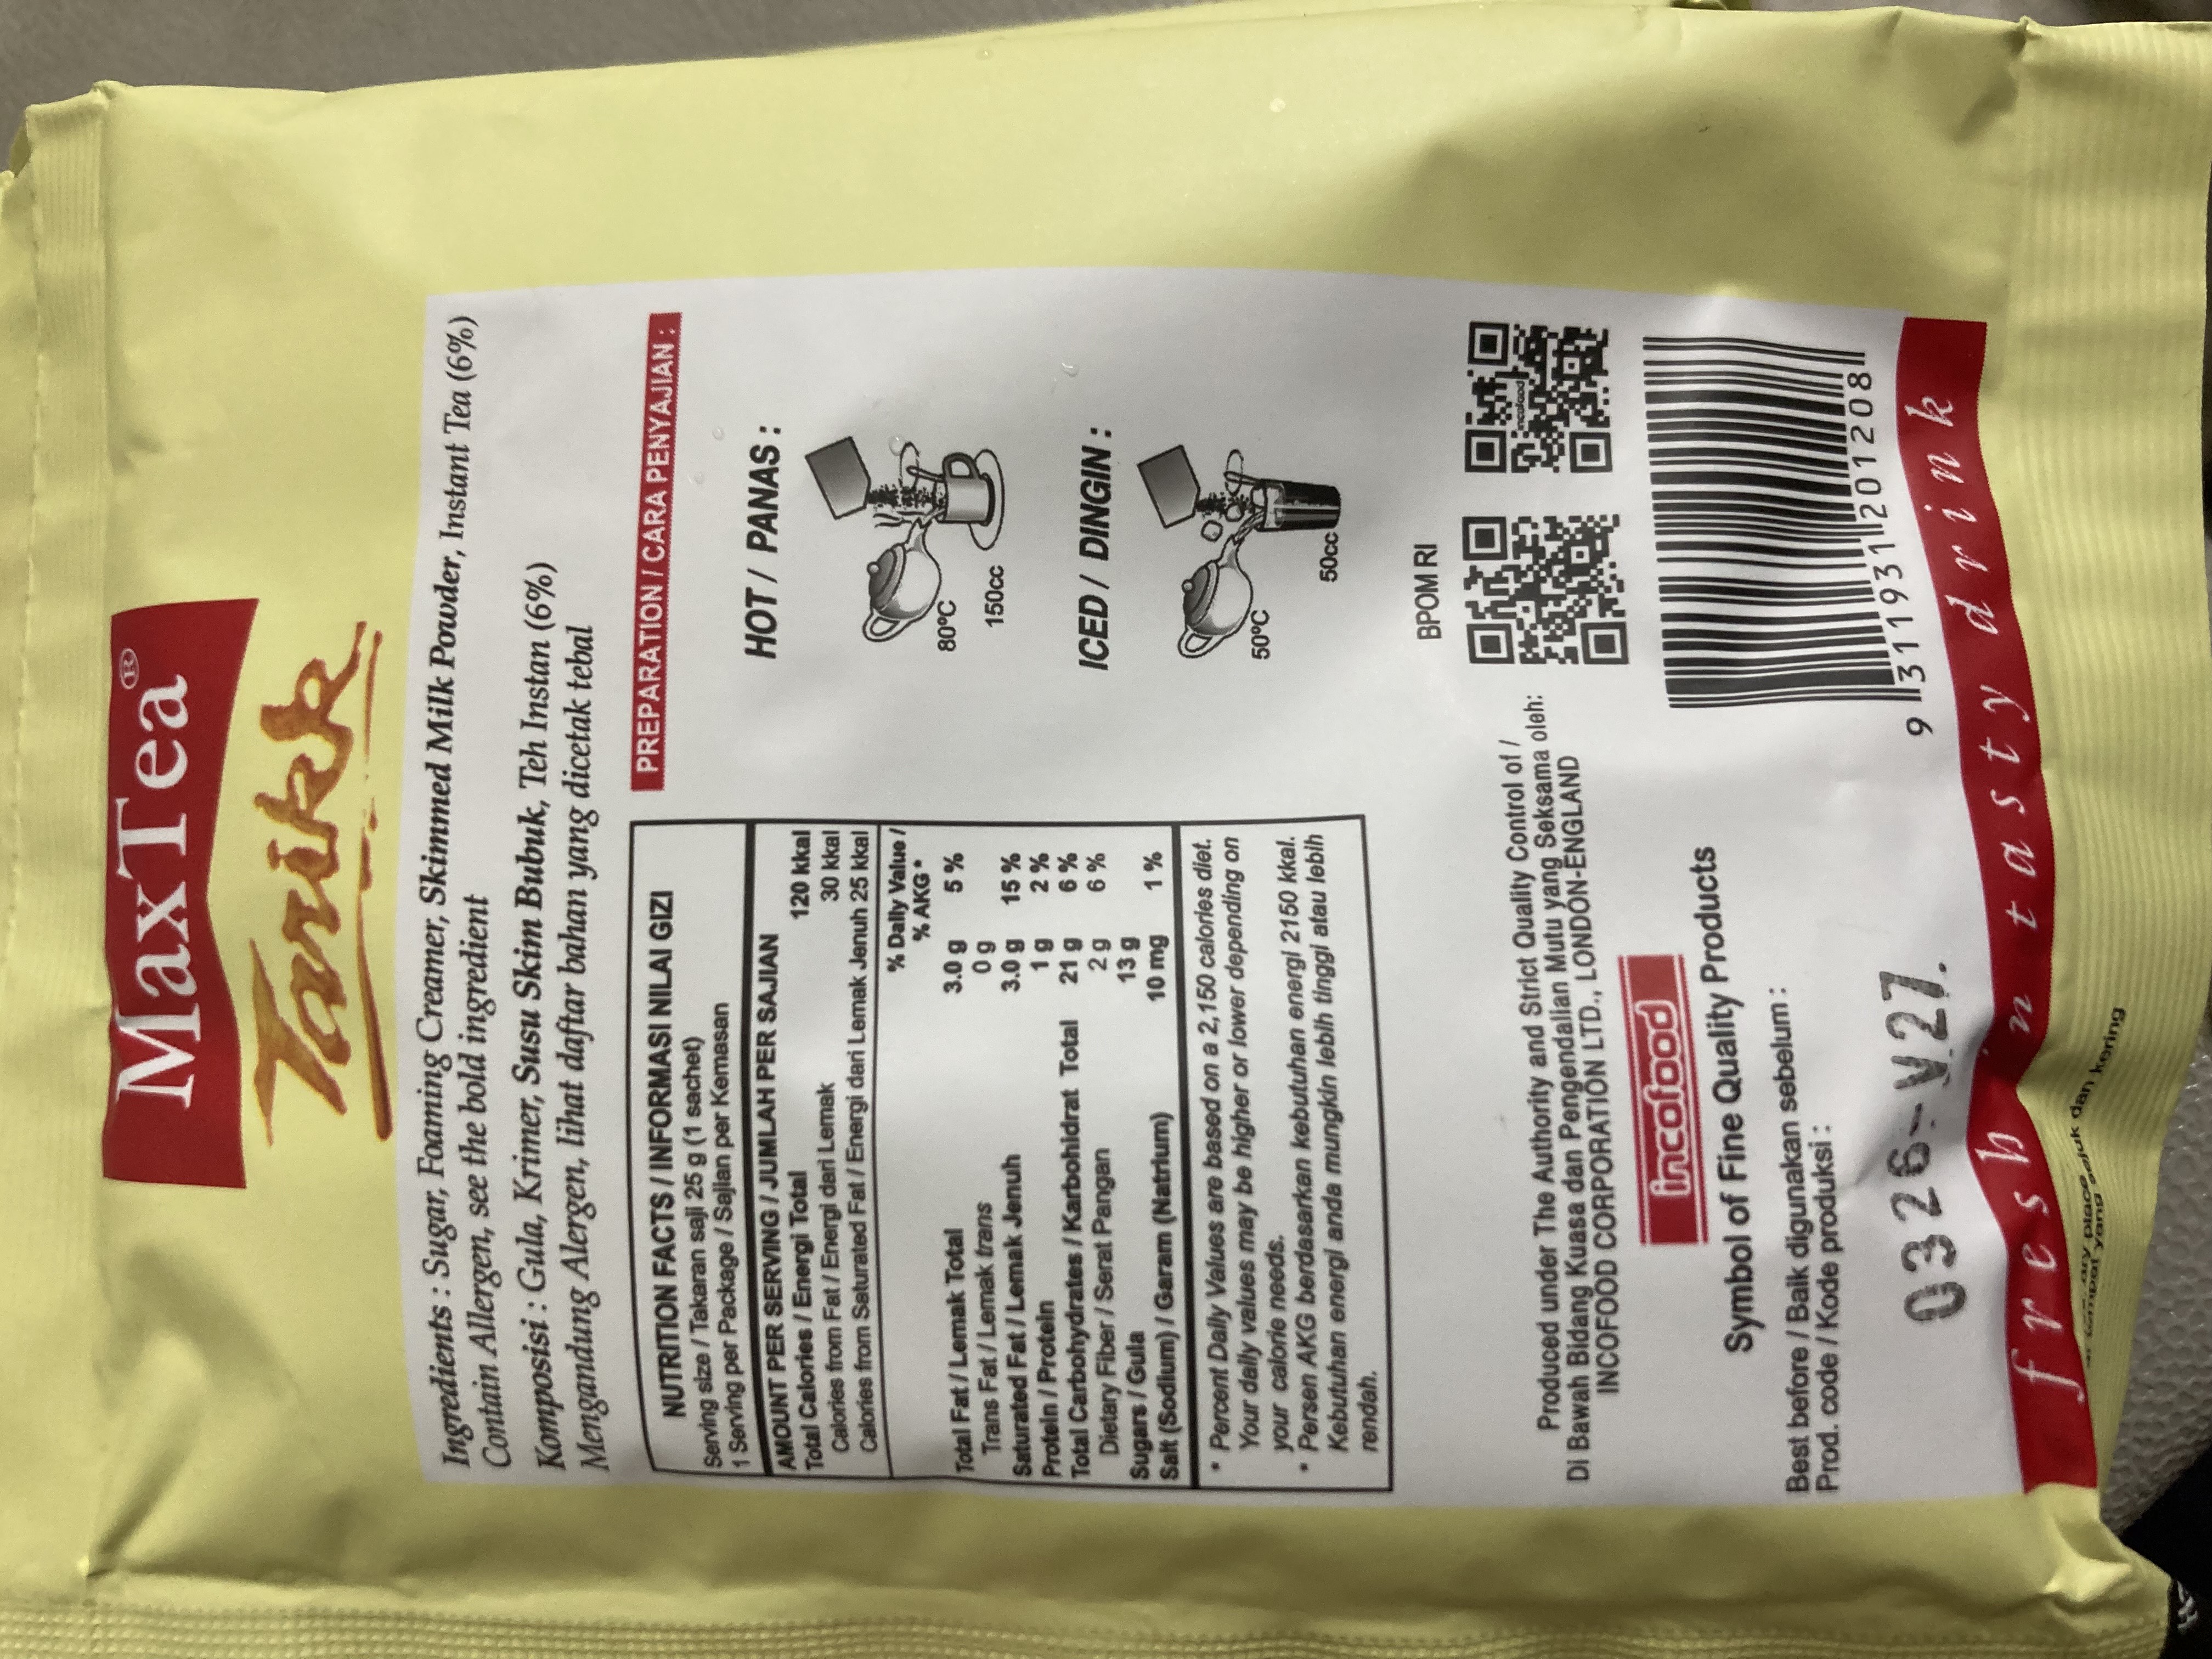 MaxTea®
Tarikk
Ingredients : Sugar, Foaming Creamer, Skimmed Milk Powder, Instant Tea (6%)
Contain Allergen, see the bold ingredient
Komposisi : Gula, Krimer, Susu Skim Bubuk, Teh Instan (6%)
Mengandung Alergen, lihat daftar bahan yang dicetak tebal
NUTRITION FACTS / INFORMASI NILAI GIZI
Serving size / Takaran saji 25 g (1 sachet)
1 Serving per Package / Sajian per Kemasan
AMOUNT PER SERVING / JUMLAH PER SAJIAN
Total Calories / Energi Total 120 kkal
Calories from Fat / Energi dari Lemak 30 kkal
Calories from Saturated Fat / Energi dari Lemak Jenuh 25 kkal
% Daily Value /
% AKG*
Total Fat / Lemak Total 3.0 g 5 %
Trans Fat / Lemak trans 0 g
Saturated Fat / Lemak Jenuh 3.0 g 15 %
Protein / Protein 1 g 2 %
Total Carbohydrates / Karbohidrat Total 21 g 6 %
Dietary Fiber / Serat Pangan 2 g 6 %
Sugars / Gula 13 g
Salt (Sodium) / Garam (Natrium) 10 mg 1 %
* Percent Daily Values are based on a 2,150 calories diet.
Your daily values may be higher or lower depending on
your calorie needs.
* Persen AKG berdasarkan kebutuhan energi 2150 kkal.
Kebutuhan energi anda mungkin lebih tinggi atau lebih
rendah.
PREPARATION / CARA PENYAJIAN :
HOT / PANAS :
80°C
150cc
ICED / DINGIN :
50°C
50cc
BPOM RI
incofood
Produced under The Authority and Strict Quality Control of /
Di Bawah Bidang Kuasa dan Pengendalian Mutu yang Seksama oleh:
INCOFOOD CORPORATION LTD., LONDON-ENGLAND
incofood
Symbol of Fine Quality Products
Best before / Baik digunakan sebelum :
Prod. code / Kode produksi :
0326-V27.
9 311931 201208
fresh n tasty drink
dry place
tempat yang sejuk dan kering